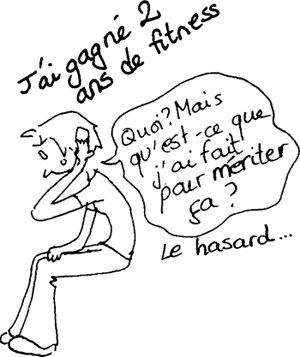 J'ai gagné 2
ans de fitness
Quoi? Mais
qu'est-ce que
j'ai fait
pour mériter
ça?
Le hasard...